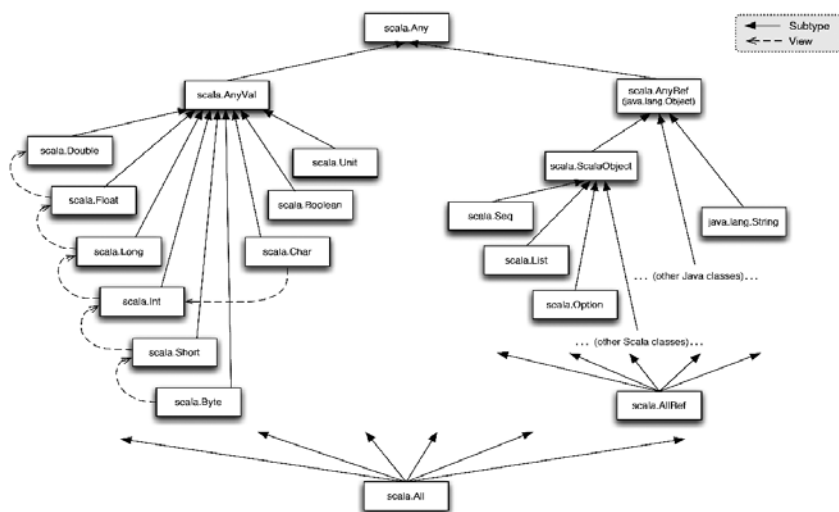 scala.Any
Subtype
View
scala.AnyVal
scala.AnyRef
(java.lang.Object)
scala.Double
scala.Unit
scala.ScalaObject
scala.Float
scala.Boolean
scala.Seq
java.lang.String
scala.Long
scala.Char
scala.List
... (other Java classes)...
scala.Int
scala.Option
scala.Short
... (other Scala classes)...
scala.Byte
scala.AllRef
scala.All